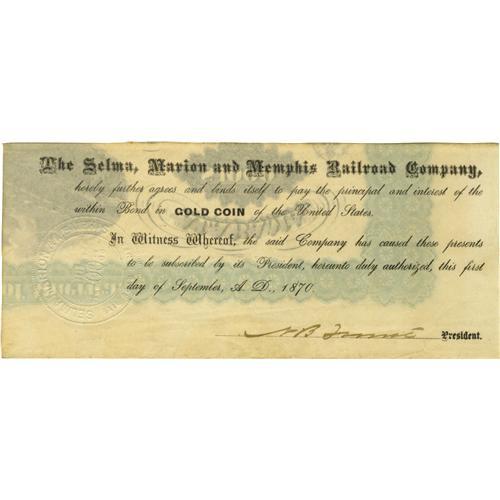 The Selma, Marion and Memphis Railroad Company,
hereby further agrees and binds itself to pay the principal and interest of the
within Bond in GOLD COIN of the United States.
In Witness Whereof, the said Company has caused these presents
to be subscribed by its President, hereunto duly authorized, this first
day of September, A. D., 1870.
N B Forrest President.